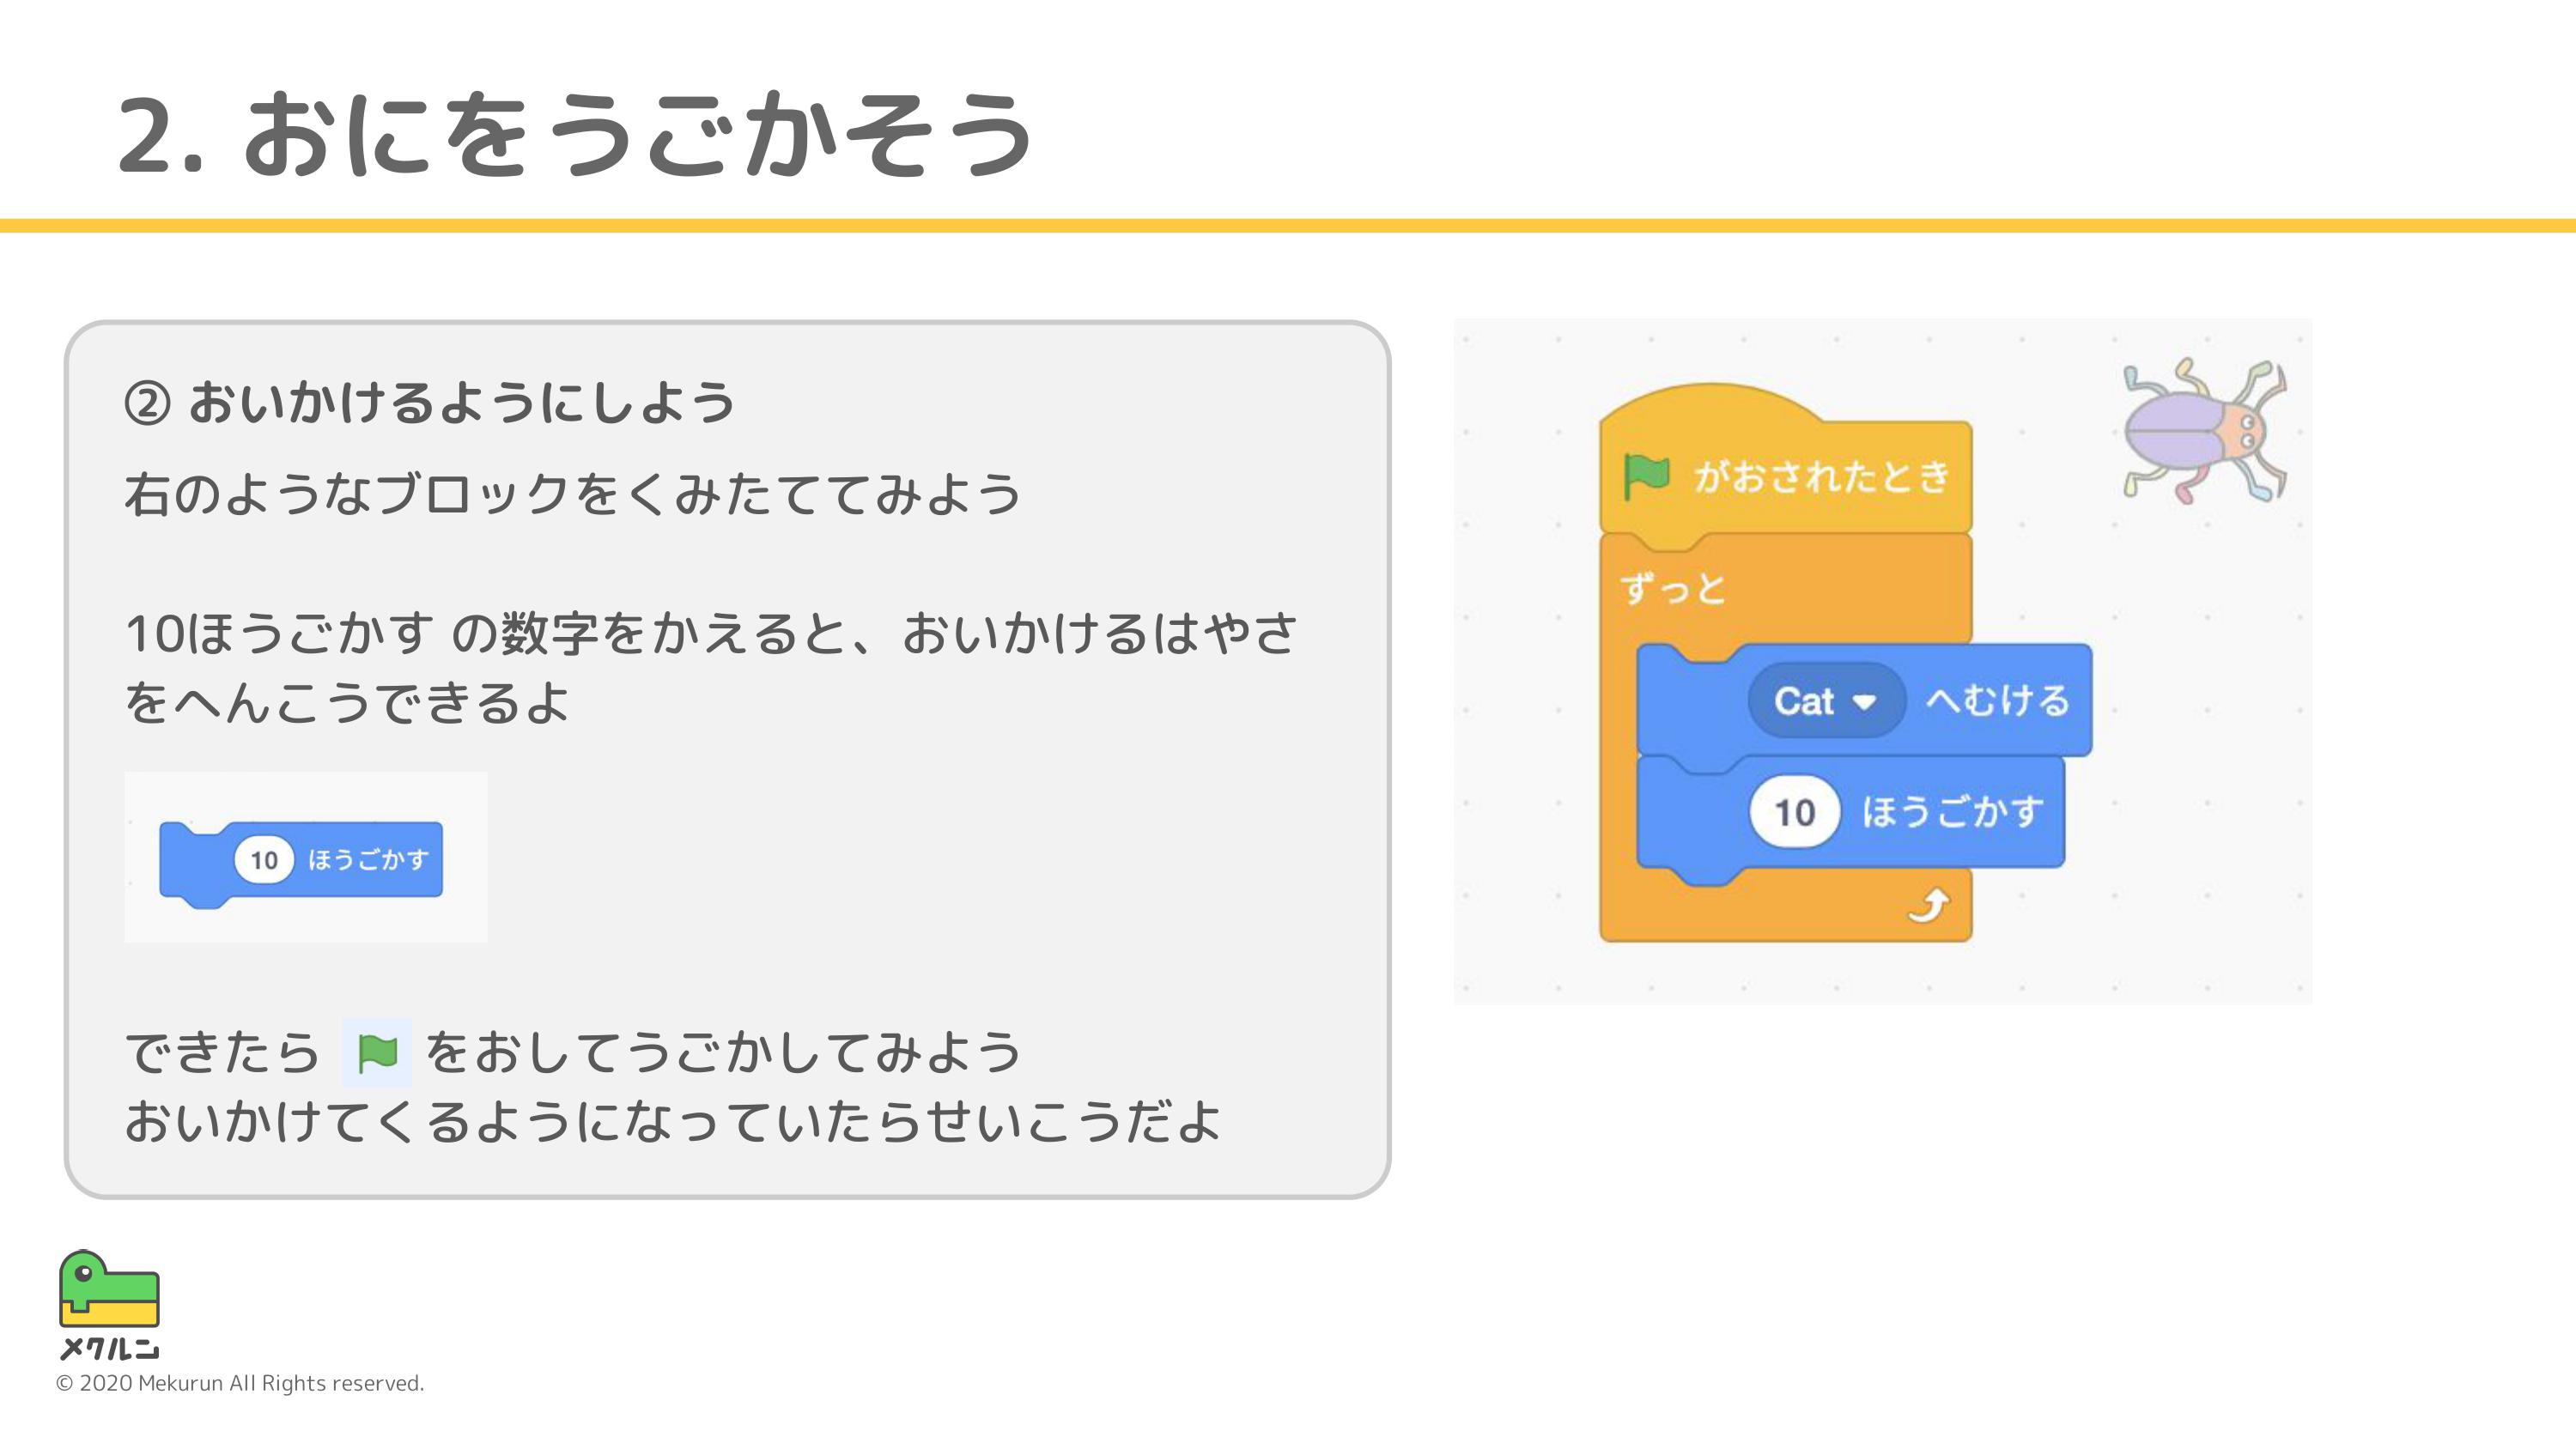 2. おにをうごかそう
② おいかけるようにしよう
右のようなブロックをくみたててみよう
10ほうごかす の数字をかえると、おいかけるはやさ
をへんこうできるよ
10 ほうごかす
できたら をおしてうごかしてみよう
おいかけてくるようになっていたらせいこうだよ
がおされたとき
ずっと
Cat へむける
10 ほうごかす
メクルン
© 2020 Mekurun All Rights reserved.